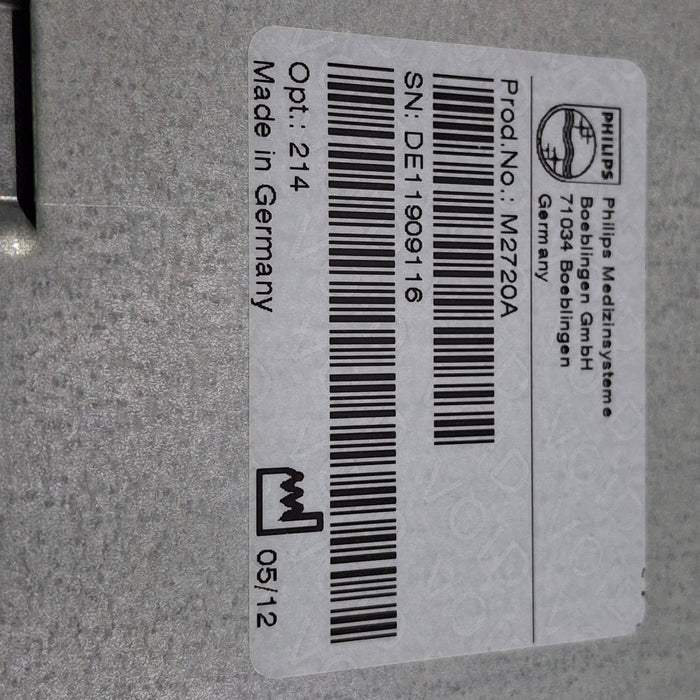 PHILIPS
Philips Medizinsysteme
Boeblingen GmbH
71034 Boeblingen
Germany
Prod.No.: M2720A
SN: DE11909116
Opt.: 214
Made in Germany
05/12